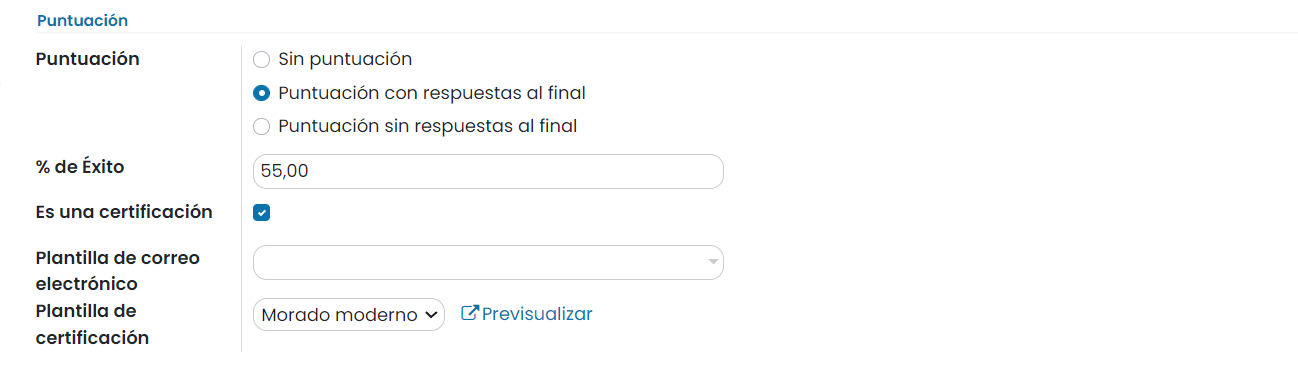 Puntuación
Puntuación
Sin puntuación
Puntuación con respuestas al final
Puntuación sin respuestas al final
% de Éxito
55,00
Es una certificación
Plantilla de correo
electrónico
Plantilla de
certificación
Morado moderno
Previsualizar